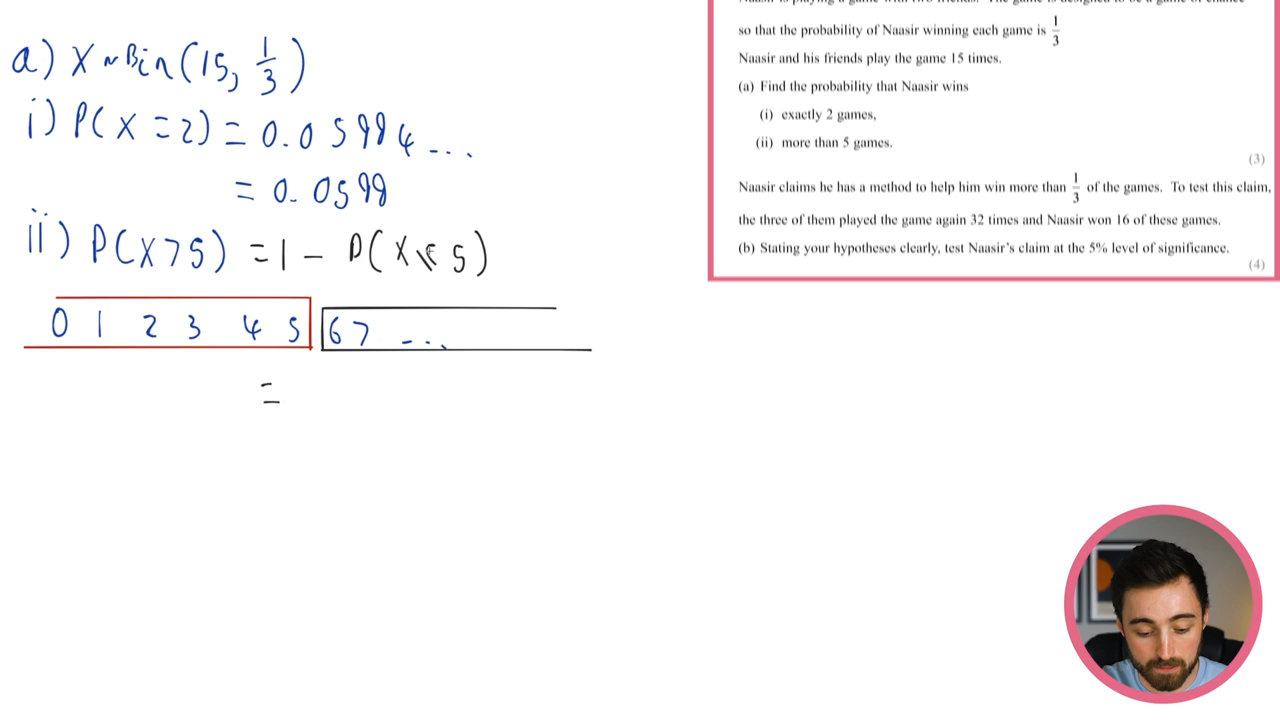 a) X ~ Bin(15, 1/3)
i) P(X = 2) = 0.05994...
= 0.0599
ii) P(X > 5) = 1 - P(X ≤ 5)
0 1 2 3 4 5 6 7 ...
=
so that the probability of Naasir winning each game is 1/3
Naasir and his friends play the game 15 times.
(a) Find the probability that Naasir wins
(i) exactly 2 games,
(ii) more than 5 games.
(3)
Naasir claims he has a method to help him win more than 1/3 of the games. To test this claim,
the three of them played the game again 32 times and Naasir won 16 of these games.
(b) Stating your hypotheses clearly, test Naasir's claim at the 5% level of significance.
(4)